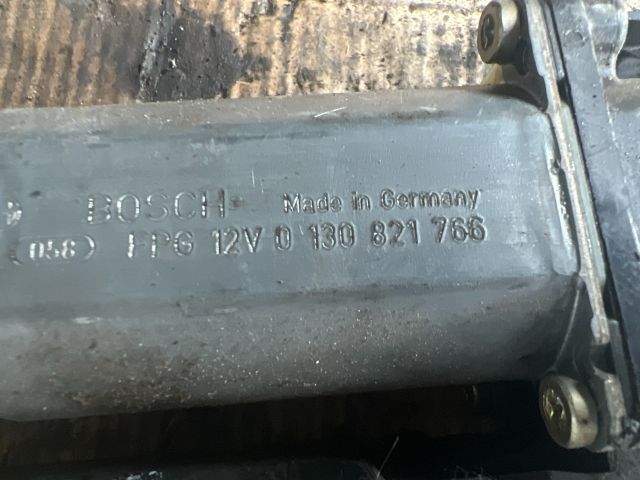 BOSCH Made in Germany
(058) FPG 12V 0 130 821 766